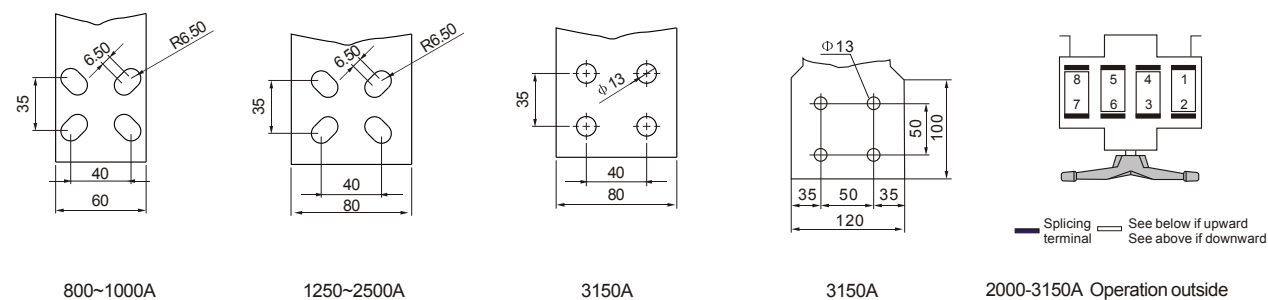 6.50
R6.50
35
40
60
800~1000A
6.50
R6.50
35
40
80
1250~2500A
ϕ13
35
40
80
3150A
Φ13
50
100
35 50 35
120
3150A
8 5 4 1
7 6 3 2
Splicing terminal
See below if upward
See above if downward
2000-3150A Operation outside